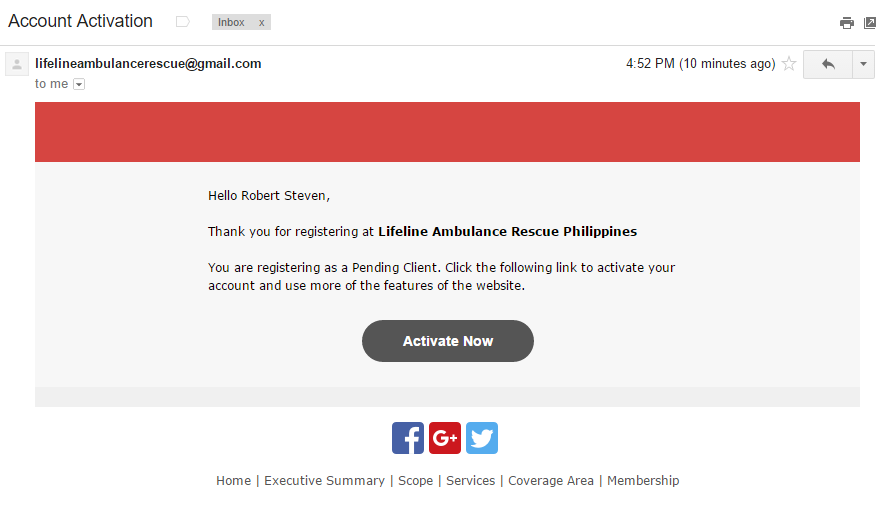 Account Activation
Inbox x
lifelineambulancerescue@gmail.com
4:52 PM (10 minutes ago)
to me
Hello Robert Steven,
Thank you for registering at Lifeline Ambulance Rescue Philippines
You are registering as a Pending Client. Click the following link to activate your
account and use more of the features of the website.
Activate Now
f G+
Home | Executive Summary | Scope | Services | Coverage Area | Membership